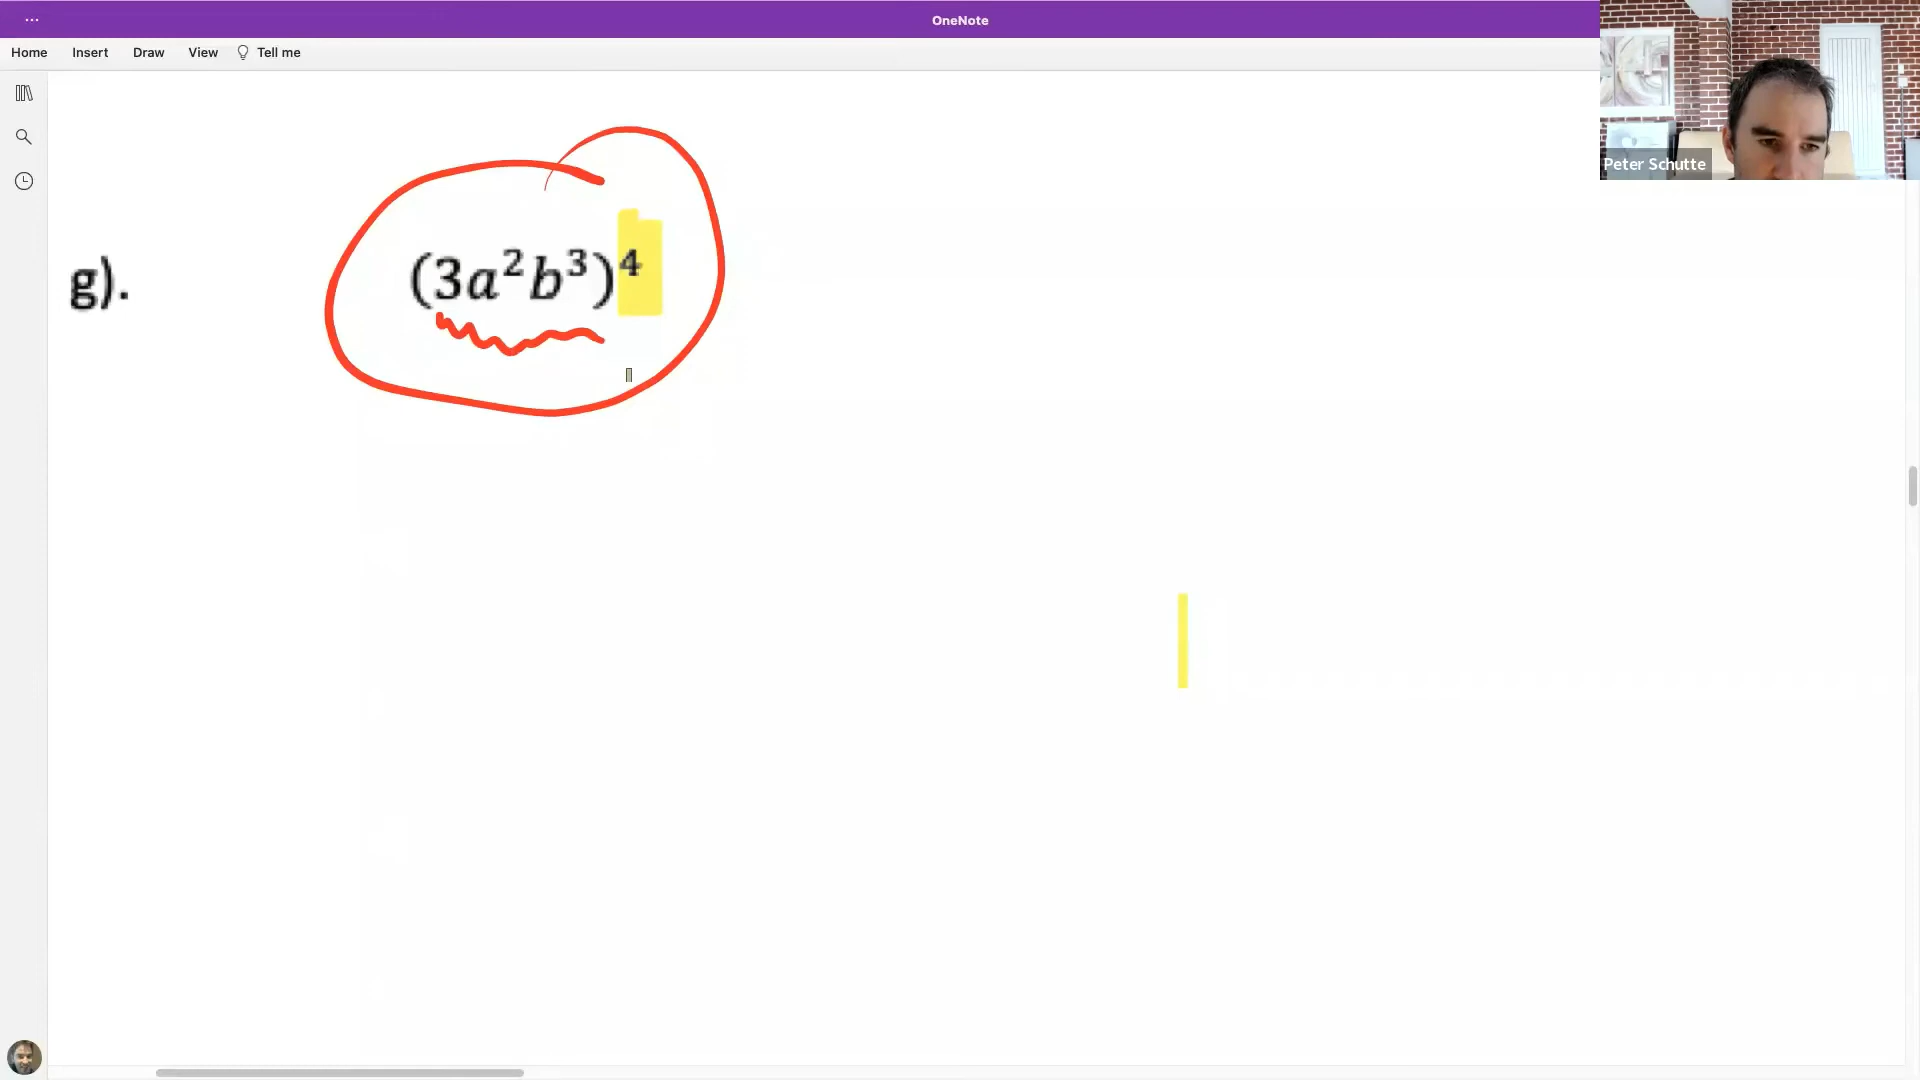 OneNote
Home Insert Draw View Tell me
Peter Schutte
g). (3a²b³)⁴